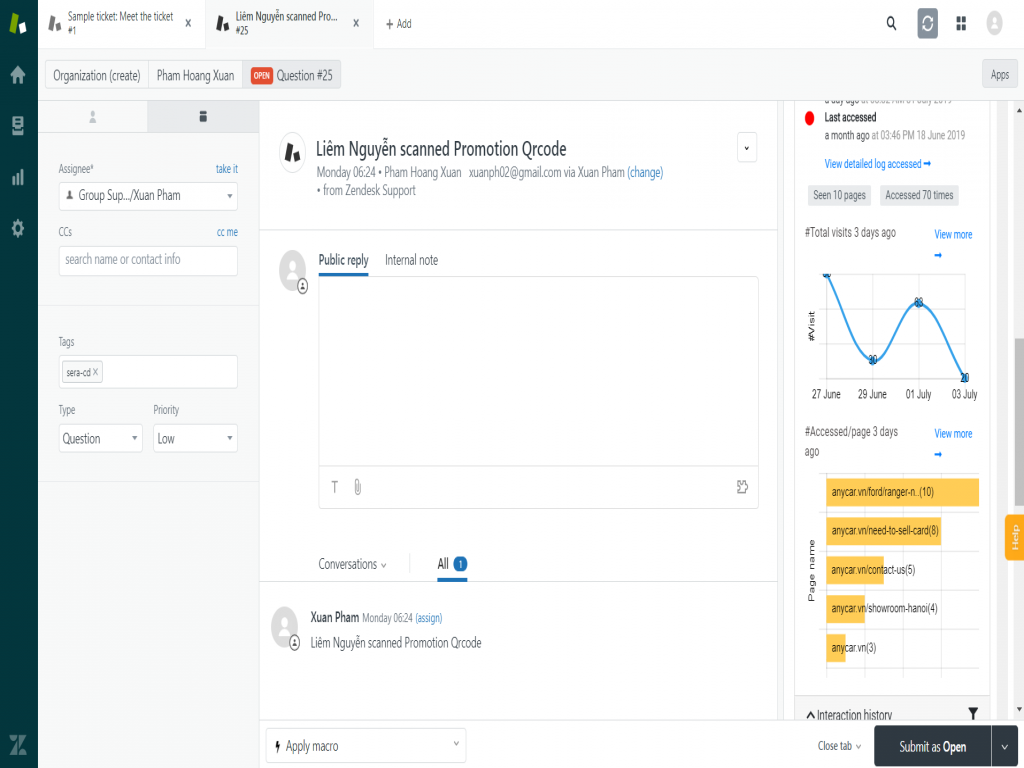 Sample ticket: Meet the ticket
#1
Liêm Nguyễn scanned Pro...
#25
+ Add
Organization (create)
Pham Hoang Xuan
OPEN Question #25
Apps
Assignee*
take it
Group Sup.../Xuan Pham
CCs
cc me
search name or contact info
Tags
sera-cd ×
Type
Priority
Question
Low
Liêm Nguyễn scanned Promotion Qrcode
Monday 06:24 • Pham Hoang Xuan xuanph02@gmail.com via Xuan Pham (change)
• from Zendesk Support
Public reply
Internal note
T
Conversations
All 1
Xuan Pham Monday 06:24 (assign)
Liêm Nguyễn scanned Promotion Qrcode
Apply macro
Close tab
Submit as Open
Last accessed
a month ago at 03:46 PM 18 June 2019
View detailed log accessed
Seen 10 pages
Accessed 70 times
#Total visits 3 days ago
View more
#Visit
30
20
27 June
29 June
01 July
03 July
#Accessed/page 3 days
ago
View more
Page name
anycar.vn/ford/ranger-n..(10)
anycar.vn/need-to-sell-card(8)
anycar.vn/contact-us(5)
anycar.vn/showroom-hanoi(4)
anycar.vn(3)
Interaction history
Help